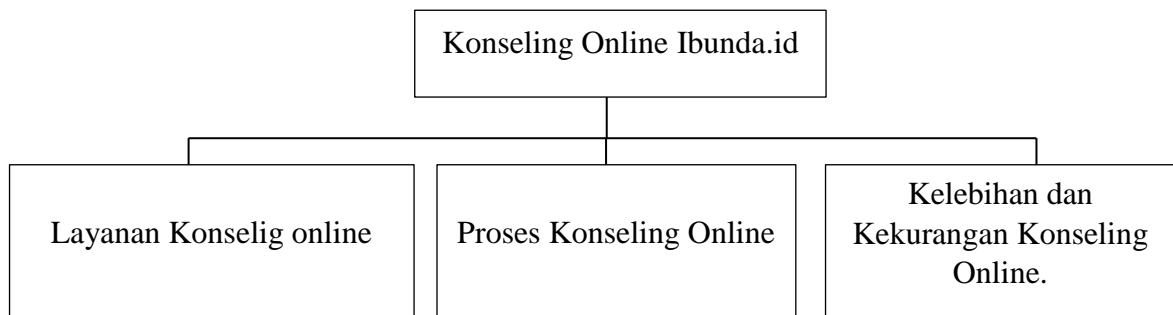 Konseling Online Ibunda.id
Layanan Konselig online
Proses Konseling Online
Kelebihan dan
Kekurangan Konseling
Online.